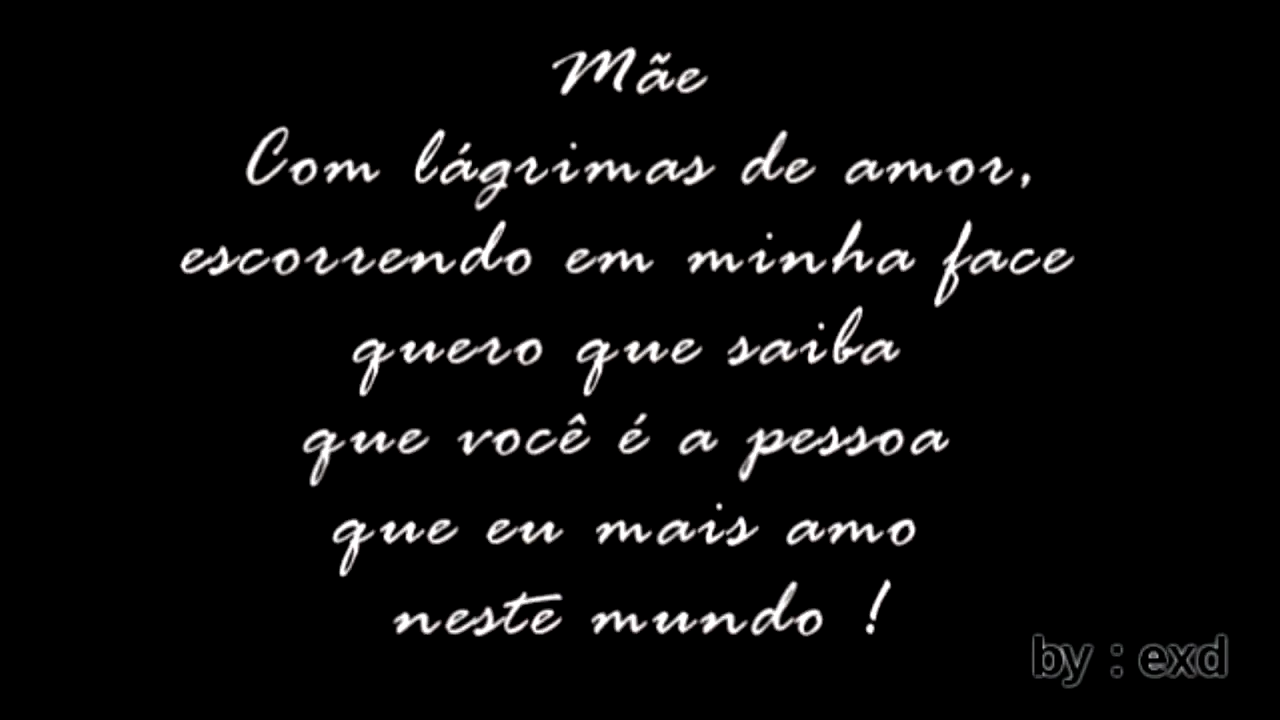 Mãe
Com lágrimas de amor,
escorrendo em minha face
quero que saiba
que você é a pessoa
que eu mais amo
neste mundo !
by : exd